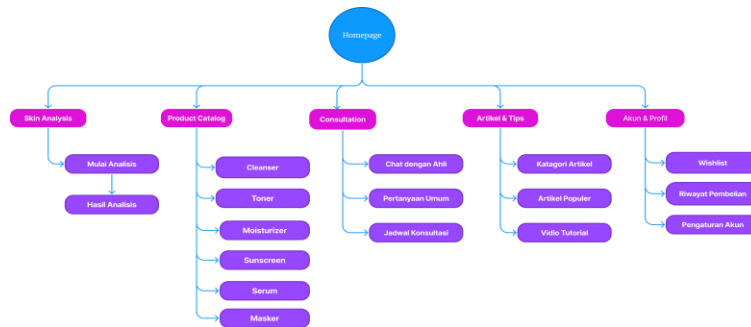 Homepage
Skin Analysis
Product Catalog
Consultation
Artikel & Tips
Akun & Profil
Mulai Analisis
Hasil Analisis
Cleanser
Toner
Moisturizer
Sunscreen
Serum
Masker
Chat dengan Ahli
Pertanyaan Umum
Jadwal Konsultasi
Katagori Artikel
Artikel Populer
Vidio Tutorial
Wishlist
Riwayat Pembelian
Pengaturan Akun